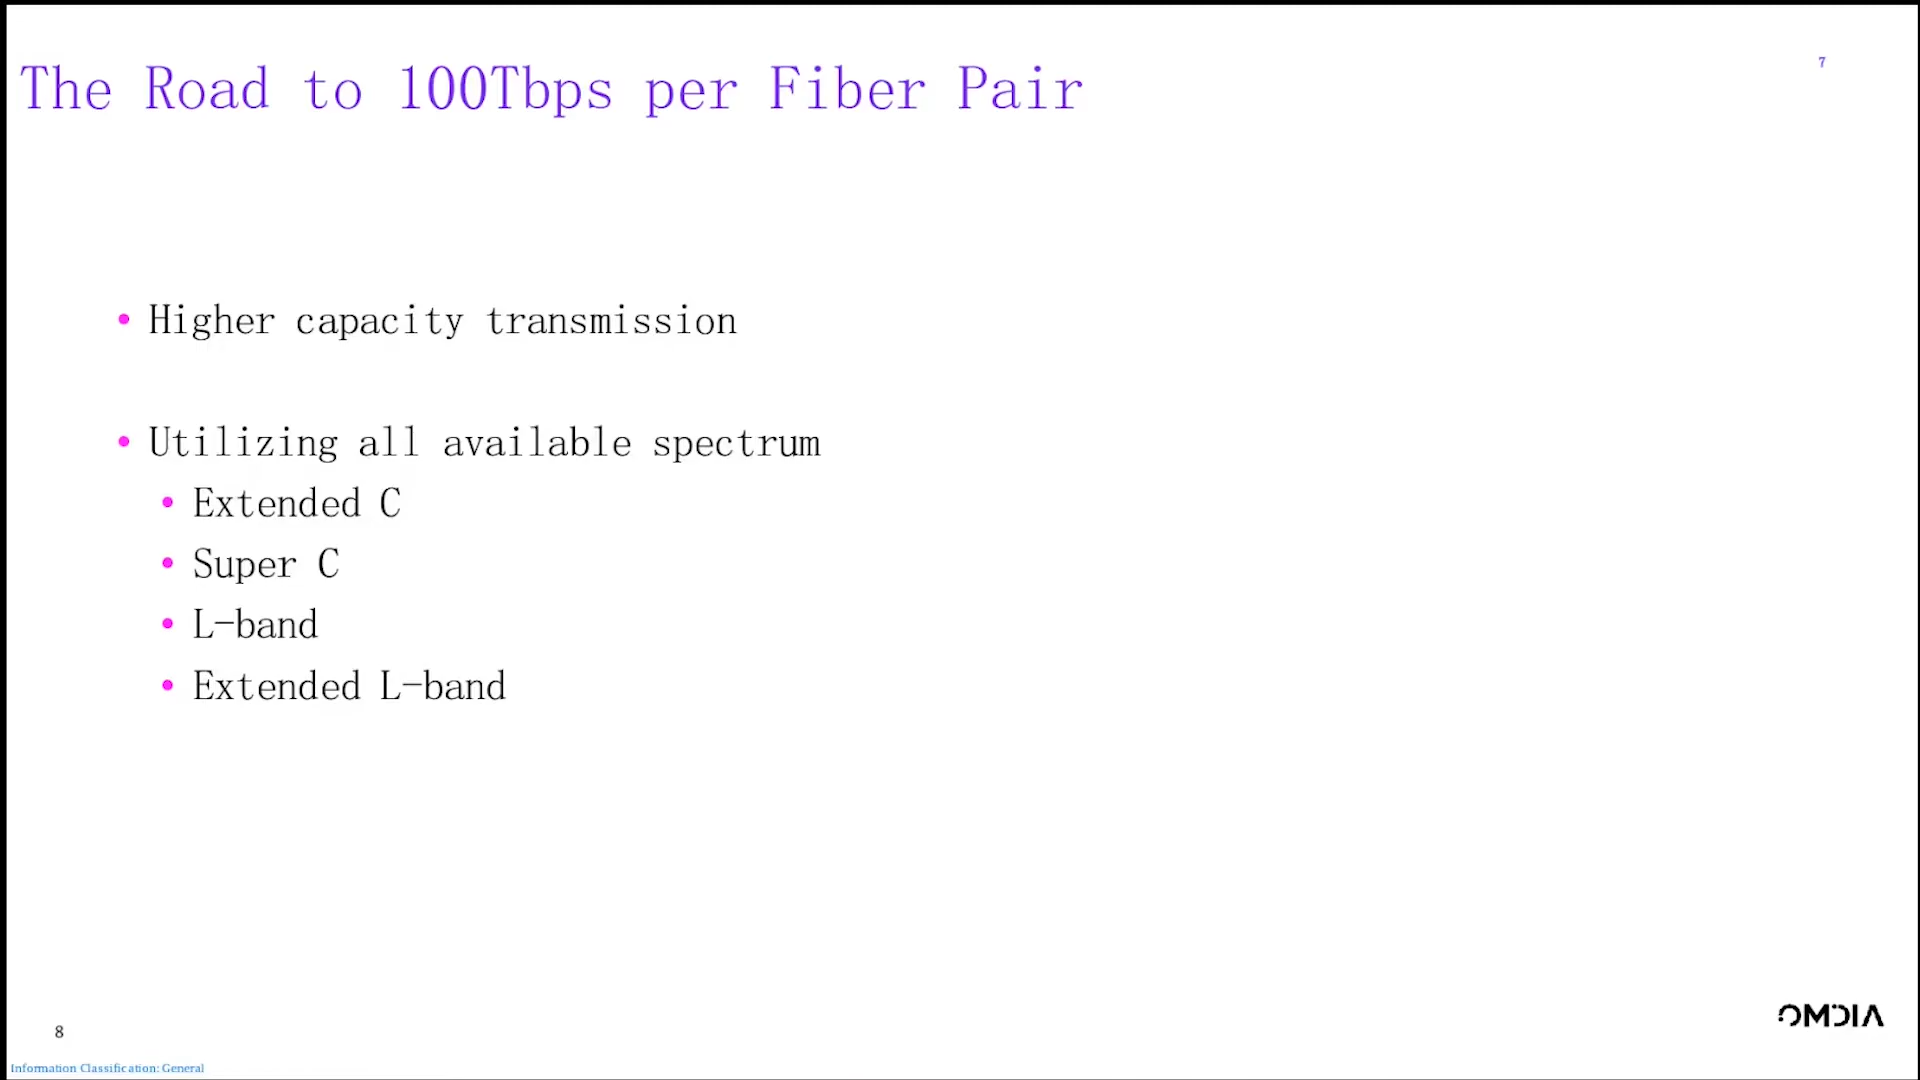 The Road to 100Tbps per Fiber Pair
7
• Higher capacity transmission
• Utilizing all available spectrum
• Extended C
• Super C
• L-band
• Extended L-band
OMDIA
8
Information Classification: General